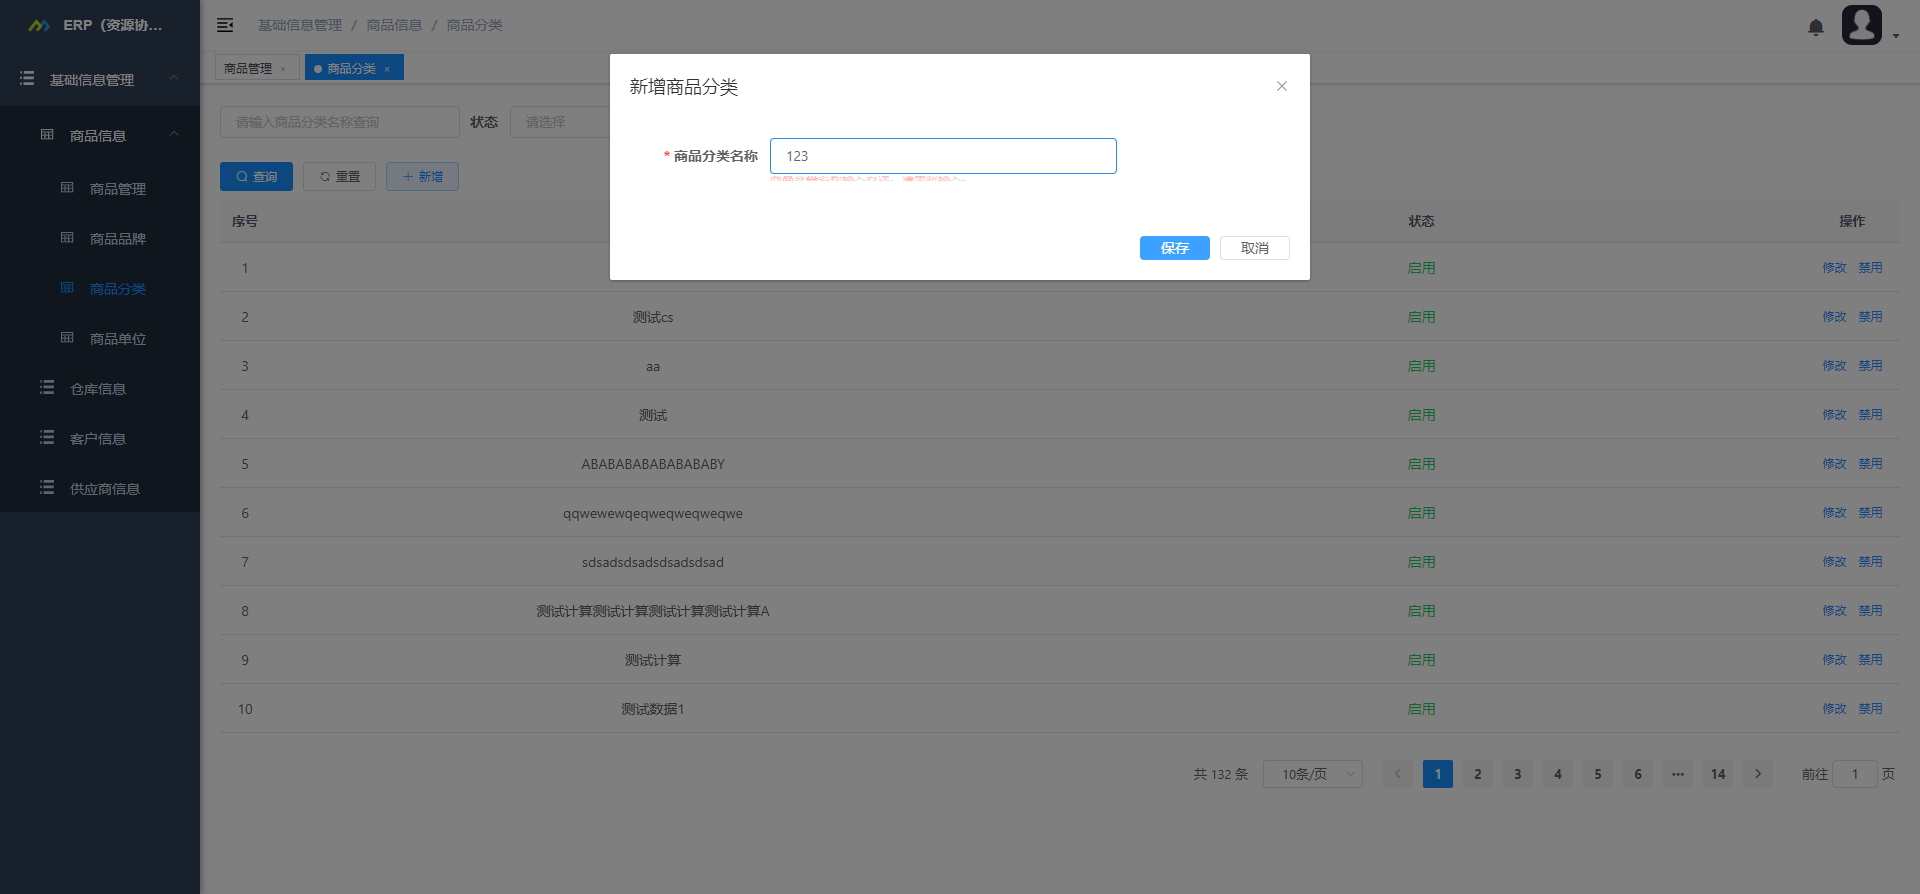 ERP（资源协...
基础信息管理
商品信息
商品管理
商品品牌
商品分类
商品单位
仓库信息
客户信息
供应商信息
基础信息管理 / 商品信息 / 商品分类
商品管理 × 商品分类 ×
请输入商品分类名称查询 状态 请选择
查询 重置 + 新增
新增商品分类
* 商品分类名称 123
保存 取消
序号 状态 操作
1 启用 修改 禁用
2 测试cs 启用 修改 禁用
3 aa 启用 修改 禁用
4 测试 启用 修改 禁用
5 ABABABABABABABABY 启用 修改 禁用
6 qqwewewqeqweqweqweqwe 启用 修改 禁用
7 sdsadsdsadsdsadsdsad 启用 修改 禁用
8 测试计算测试计算测试计算测试计算A 启用 修改 禁用
9 测试计算 启用 修改 禁用
10 测试数据1 启用 修改 禁用
共 132 条 10条/页 1 2 3 4 5 6 ••• 14 前往 1 页